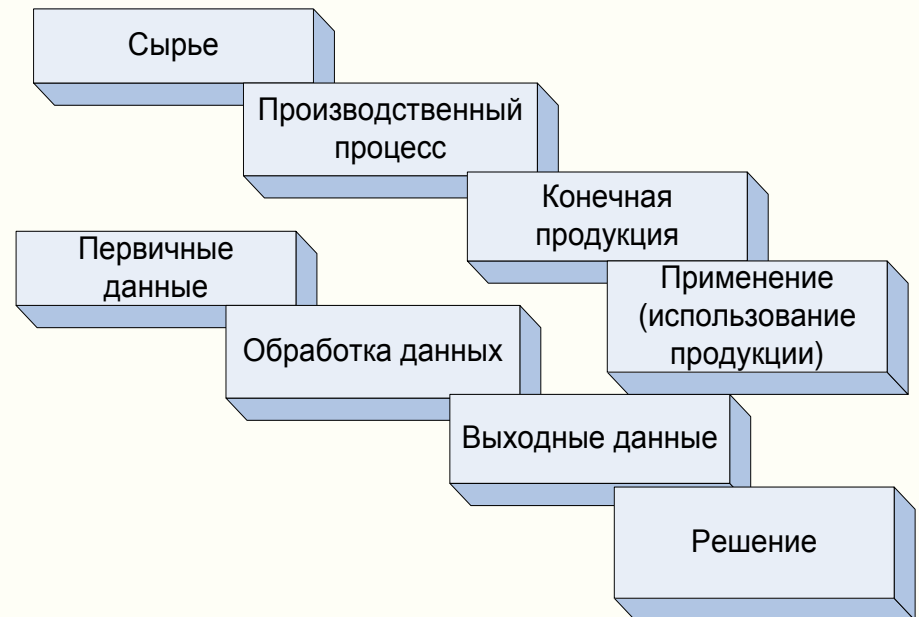 Сырье
Производственный
процесс
Конечная
продукция
Применение
(использование
продукции)
Первичные
данные
Обработка данных
Выходные данные
Решение